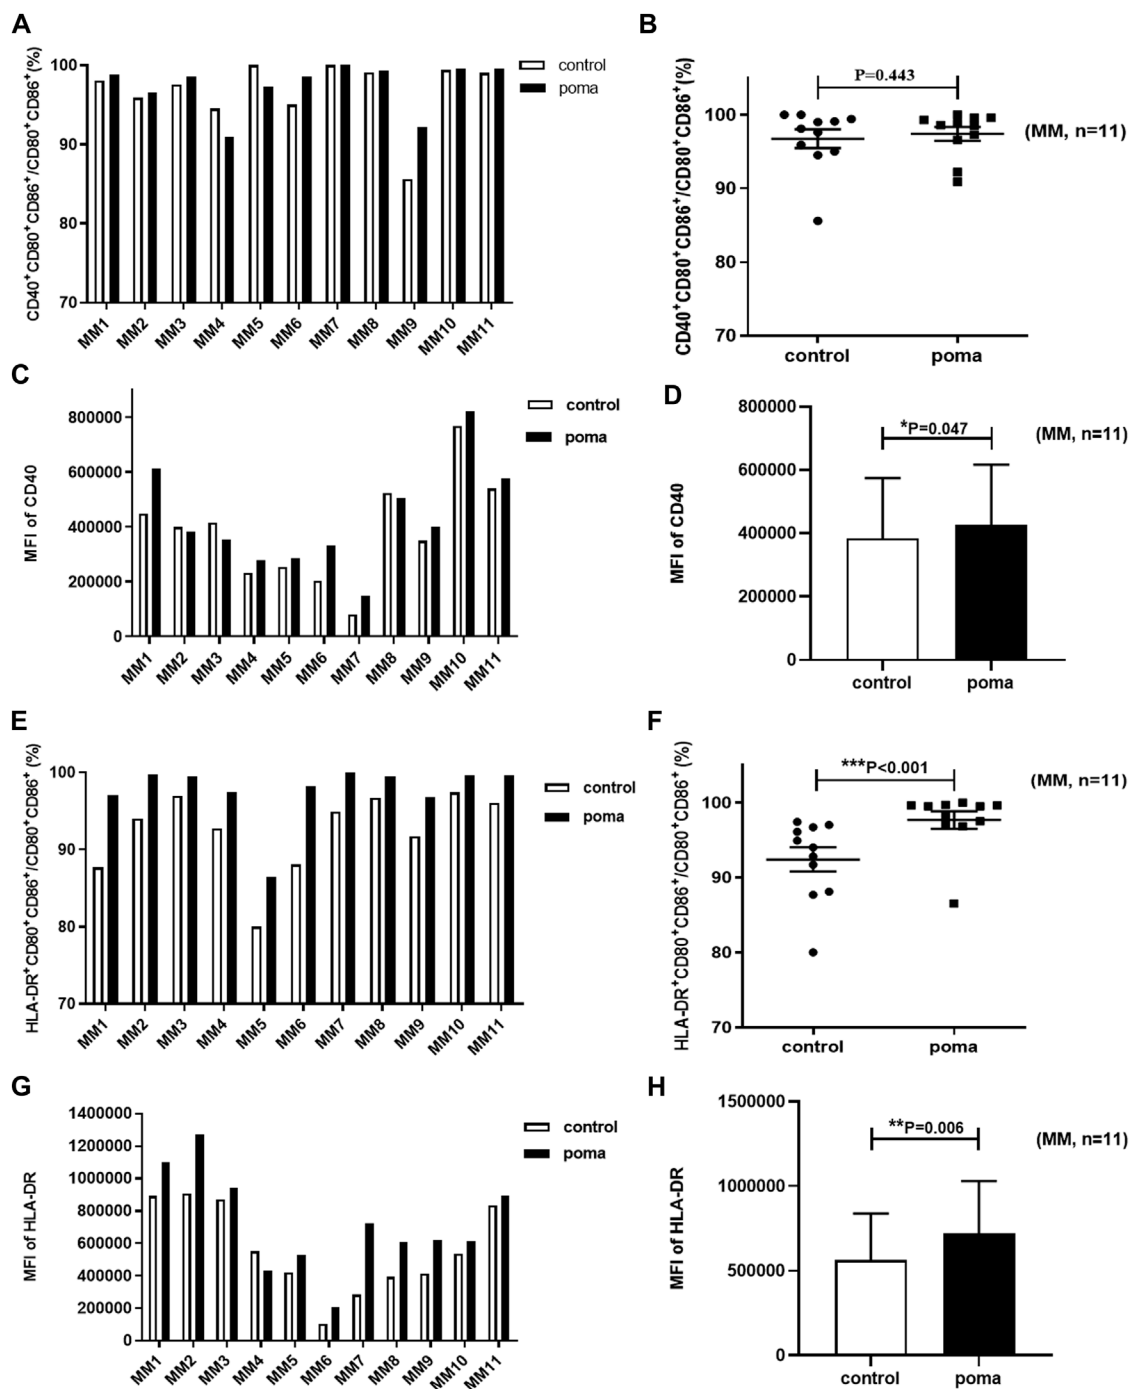 A
CD40+CD80+CD86+/CD80+CD86+(%)
100
90
80
70
MM1 MM2 MM3 MM4 MM5 MM6 MM7 MM8 MM9 MM10 MM11
control
poma
B
CD40+CD80+CD86+/CD80+CD86+(%)
100
90
80
70
P=0.443
(MM, n=11)
control poma
C
MFI of CD40
800000
600000
400000
200000
0
MM1 MM2 MM3 MM4 MM5 MM6 MM7 MM8 MM9 MM10 MM11
control
poma
D
MFI of CD40
800000
600000
400000
200000
0
*P=0.047
(MM, n=11)
control poma
E
HLA-DR+CD80+CD86+/CD80+CD86+ (%)
100
90
80
70
MM1 MM2 MM3 MM4 MM5 MM6 MM7 MM8 MM9 MM10 MM11
control
poma
F
HLA-DR+CD80+CD86+/CD80+CD86+ (%)
100
90
80
70
***P<0.001
(MM, n=11)
control poma
G
MFI of HLA-DR
1400000
1200000
1000000
800000
600000
400000
200000
0
MM1 MM2 MM3 MM4 MM5 MM6 MM7 MM8 MM9 MM10 MM11
control
poma
H
MFI of HLA-DR
1500000
1000000
500000
0
**P=0.006
(MM, n=11)
control poma